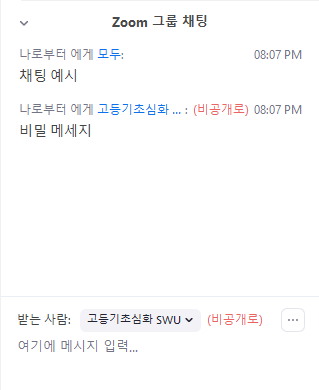 Zoom 그룹 채팅
나로부터 에게 모두: 08:07 PM
채팅 예시
나로부터 에게 고등기초심화 ... : (비공개로) 08:07 PM
비밀 메세지
받는 사람: 고등기초심화 SWU (비공개로) ...
여기에 메시지 입력...